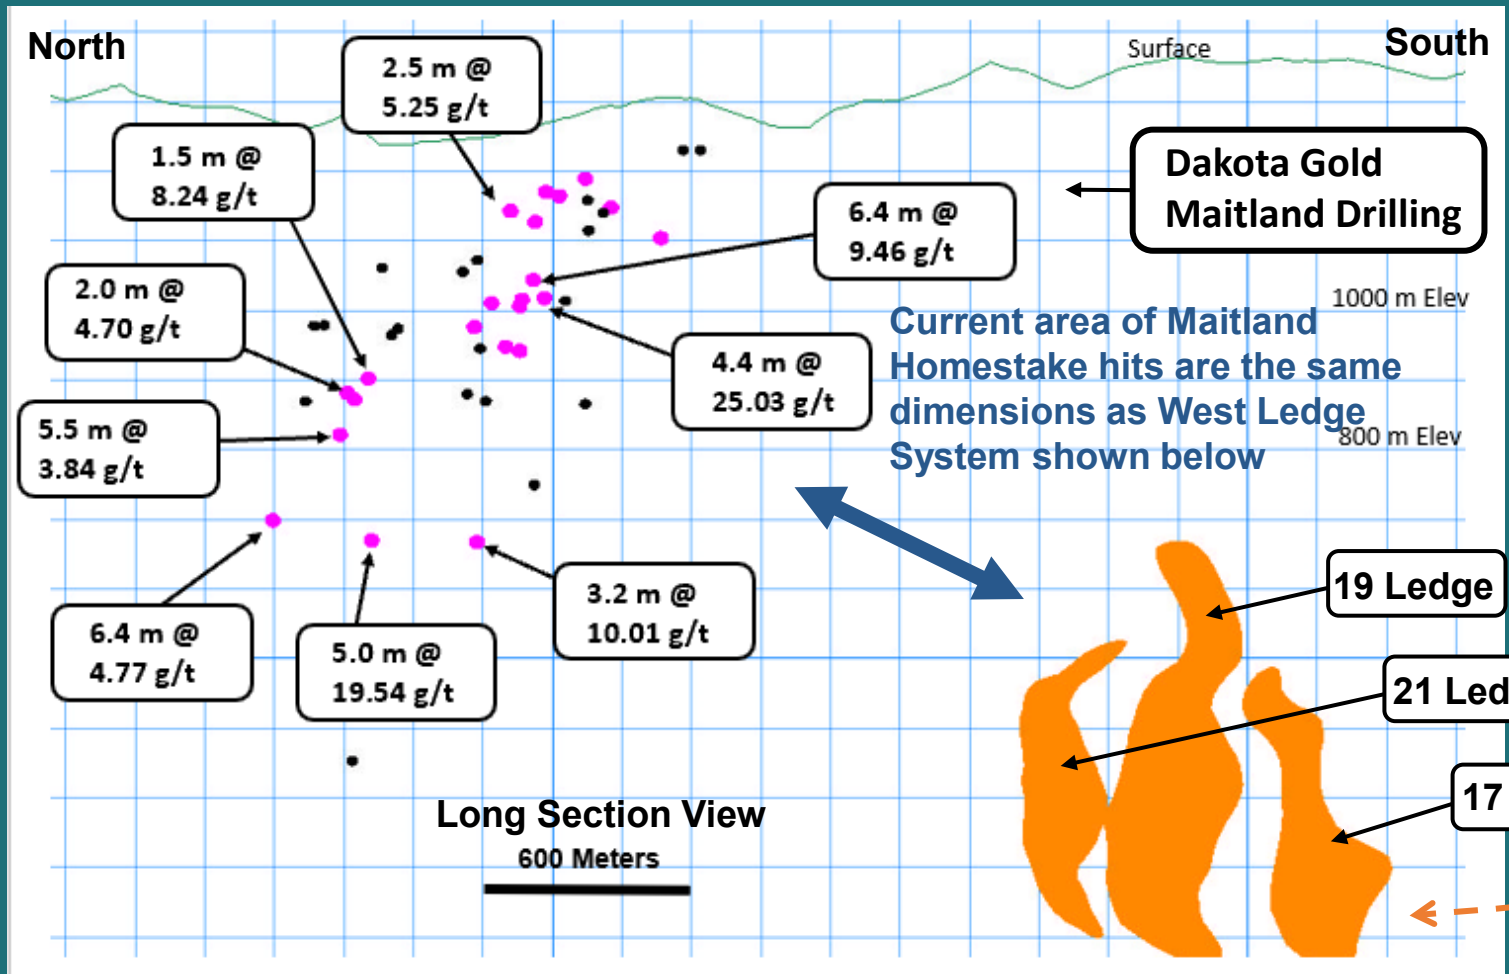 North
Surface
South
2.5 m @
5.25 g/t
1.5 m @
8.24 g/t
Dakota Gold
Maitland Drilling
6.4 m @
9.46 g/t
2.0 m @
4.70 g/t
1000 m Elev
Current area of Maitland
Homestake hits are the same
dimensions as West Ledge
System shown below
4.4 m @
25.03 g/t
800 m Elev
5.5 m @
3.84 g/t
19 Ledge
3.2 m @
10.01 g/t
6.4 m @
4.77 g/t
5.0 m @
19.54 g/t
21 Led
17
Long Section View
600 Meters